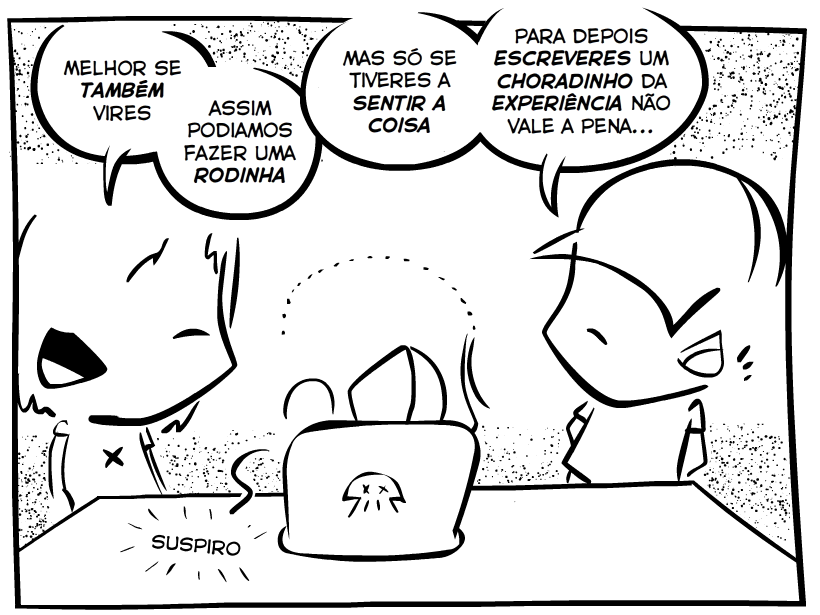 MELHOR SE
TAMBÉM
VIRES
ASSIM
PODIAMOS
FAZER UMA
RODINHA
MAS SÓ SE
TIVERES A
SENTIR A
COISA
PARA DEPOIS
ESCREVERES UM
CHORADINHO DA
EXPERIÊNCIA NÃO
VALE A PENA...
SUSPIRO